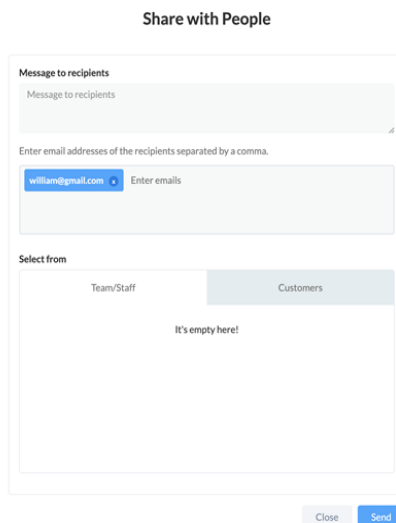 Share with People
Message to recipients
Message to recipients
Enter email addresses of the recipients separated by a comma.
william@gmail.com x Enter emails
Select from
Team/Staff Customers
It's empty here!
Close Send